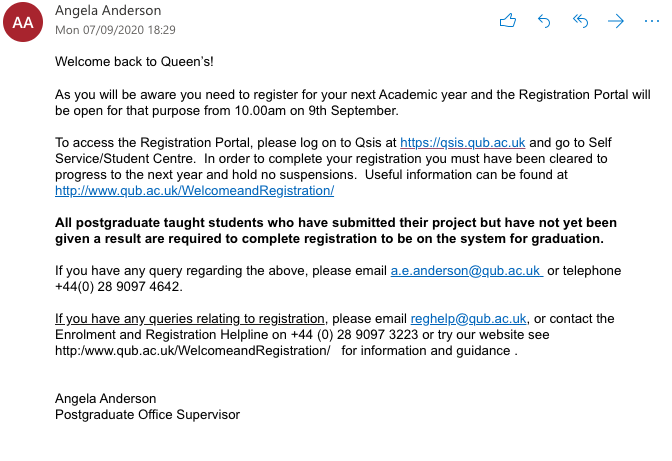 AA
Angela Anderson
Mon 07/09/2020 18:29
Welcome back to Queen's!
As you will be aware you need to register for your next Academic year and the Registration Portal will
be open for that purpose from 10.00am on 9th September.
To access the Registration Portal, please log on to Qsis at https://qsis.qub.ac.uk and go to Self
Service/Student Centre.  In order to complete your registration you must have been cleared to
progress to the next year and hold no suspensions.  Useful information can be found at
http://www.qub.ac.uk/WelcomeandRegistration/
All postgraduate taught students who have submitted their project but have not yet been
given a result are required to complete registration to be on the system for graduation.
If you have any query regarding the above, please email a.e.anderson@qub.ac.uk  or telephone
+44(0) 28 9097 4642.
If you have any queries relating to registration, please email reghelp@qub.ac.uk, or contact the
Enrolment and Registration Helpline on +44 (0) 28 9097 3223 or try our website see
http:/www.qub.ac.uk/WelcomeandRegistration/   for information and guidance .
Angela Anderson
Postgraduate Office Supervisor